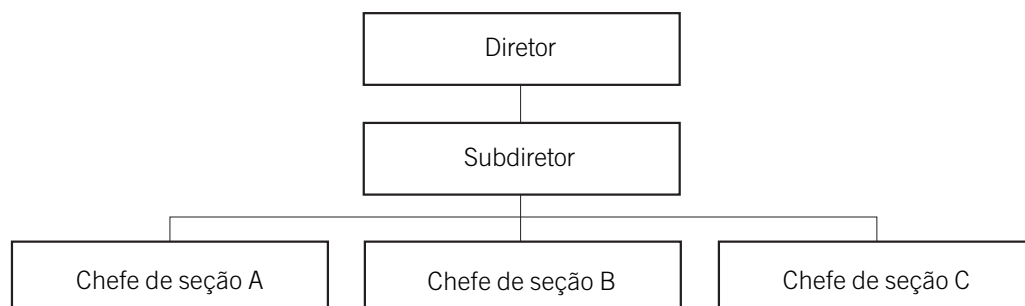 Diretor
Subdiretor
Chefe de seção A
Chefe de seção B
Chefe de seção C